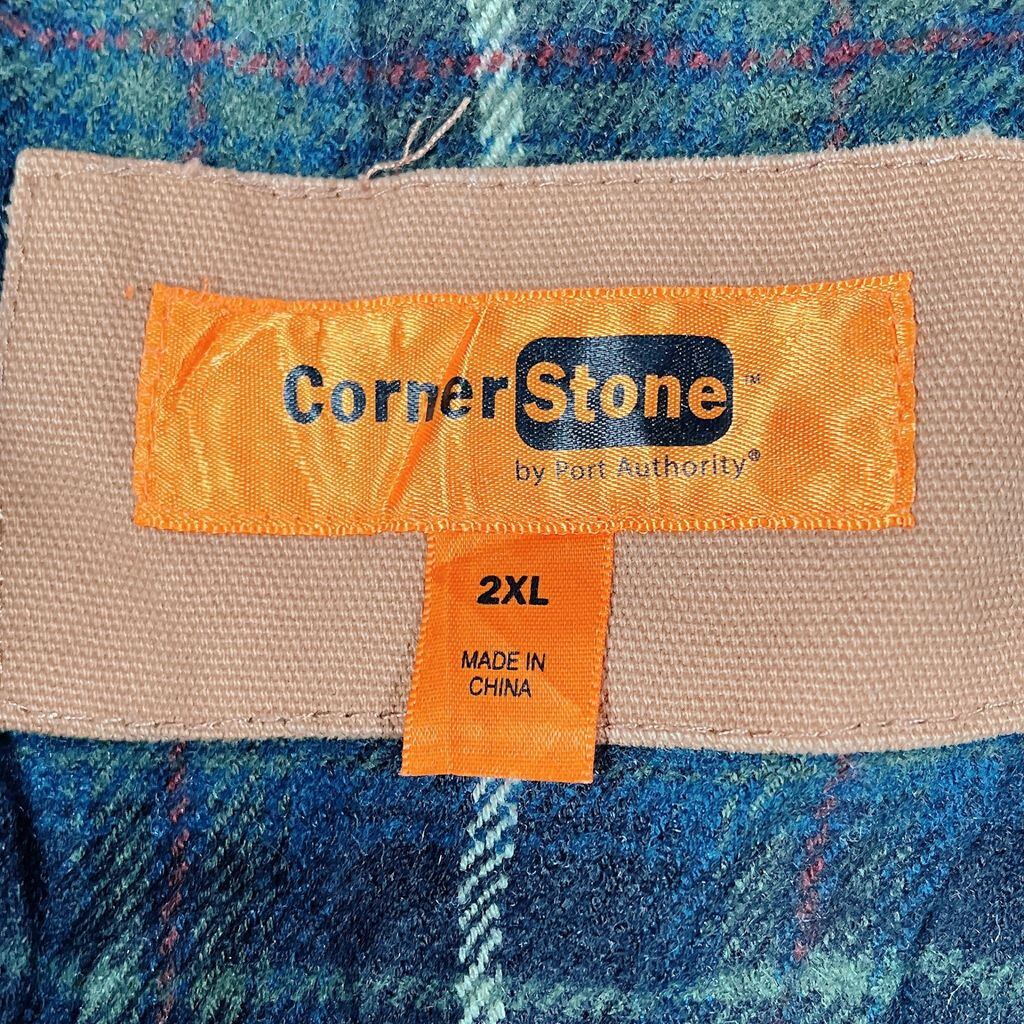 CornerStone™
by Port Authority®
2XL
MADE IN
CHINA